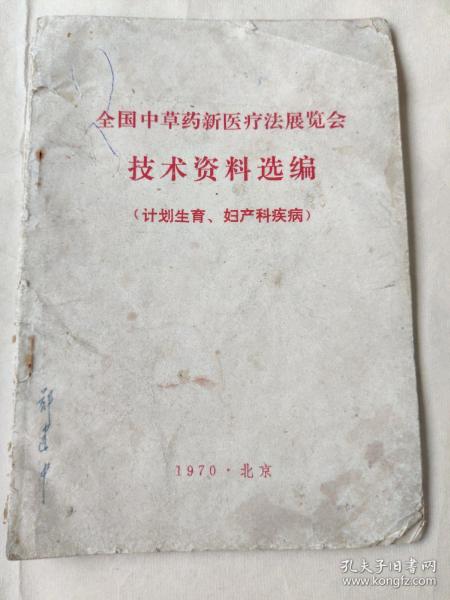 全国中草药新医疗法展览会
技术资料选编
（计划生育、妇产科疾病）
1970·北京
孔夫子旧书网
www.kongfz.com